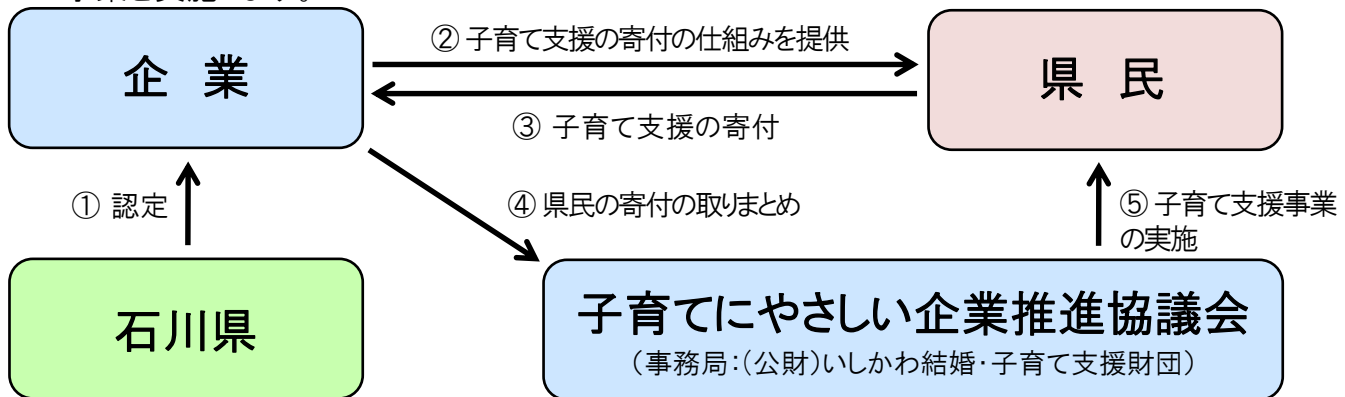 ② 子育て支援の寄付の仕組みを提供
企 業
県 民
③ 子育て支援の寄付
① 認定
④ 県民の寄付の取りまとめ
⑤ 子育て支援事業
の実施
石川県
子育てにやさしい企業推進協議会
（事務局:(公財)いしかわ結婚・子育て支援財団）